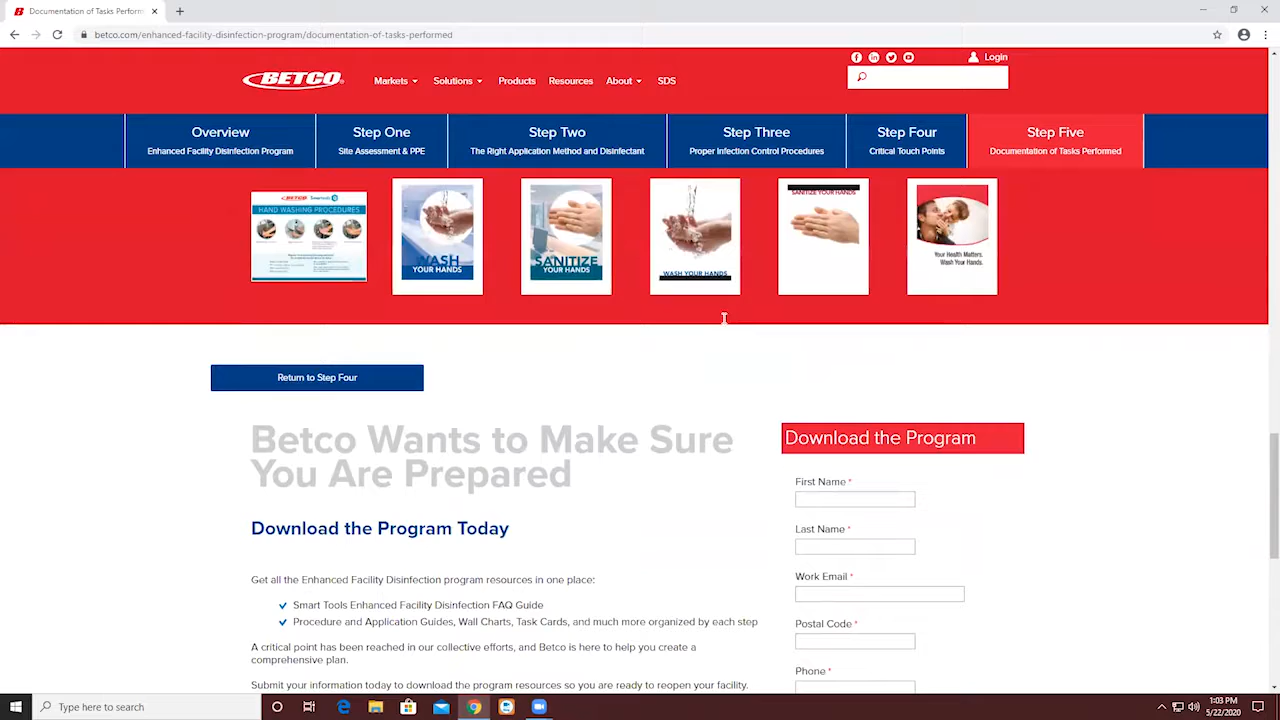 Documentation of Tasks Perform
betco.com/enhanced-facility-disinfection-program/documentation-of-tasks-performed
BETCO
Markets
Solutions
Products
Resources
About
SDS
Login
Overview
Enhanced Facility Disinfection Program
Step One
Site Assessment & PPE
Step Two
The Right Application Method and Disinfectant
Step Three
Proper Infection Control Procedures
Step Four
Critical Touch Points
Step Five
Documentation of Tasks Performed
BETCO
HAND WASHING PROCEDURES
WASH
YOUR HANDS
SANITIZE
YOUR HANDS
WASH YOUR HANDS
SANITIZE YOUR HANDS
Your Health Matters.
Wash Your Hands.
Return to Step Four
Betco Wants to Make Sure
You Are Prepared
Download the Program Today
Get all the Enhanced Facility Disinfection program resources in one place:
Smart Tools Enhanced Facility Disinfection FAQ Guide
Procedure and Application Guides, Wall Charts, Task Cards, and much more organized by each step
A critical point has been reached in our collective efforts, and Betco is here to help you create a
comprehensive plan.
Submit your information today to download the program resources so you are ready to reopen your facility.
Download the Program
First Name *
Last Name *
Work Email *
Postal Code *
Phone *
Type here to search
1:03 PM
5/22/2020